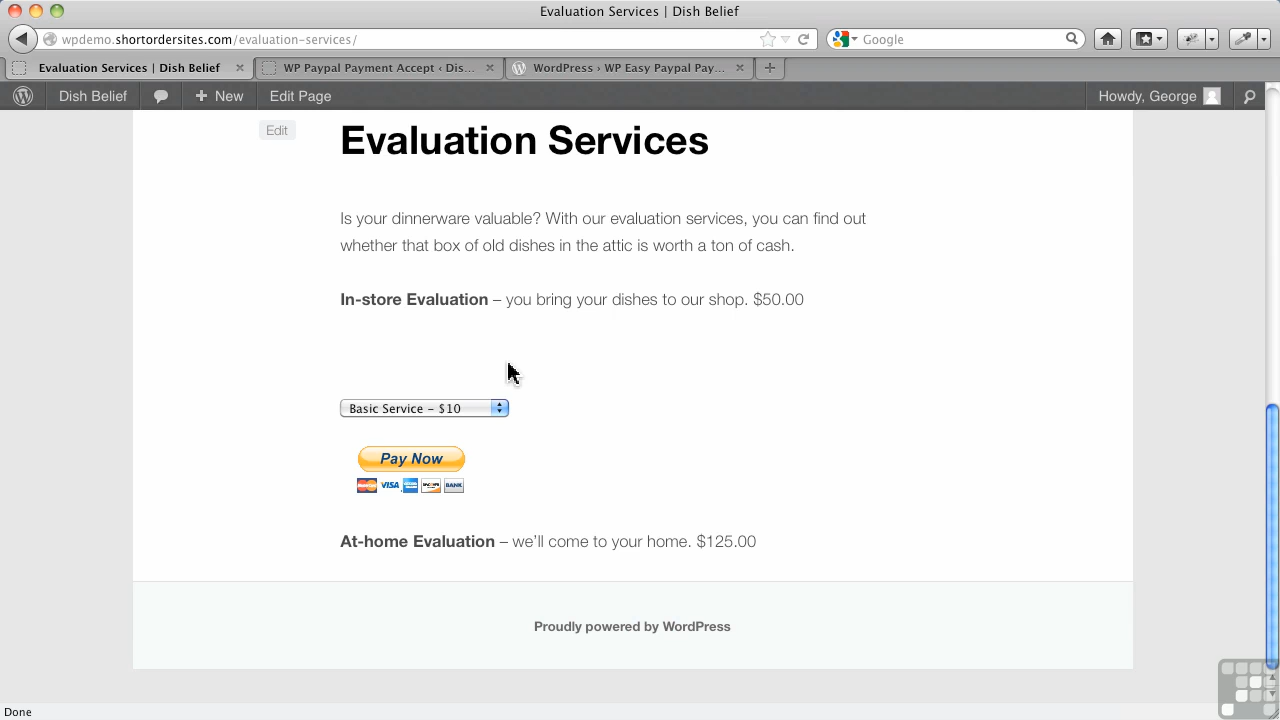 Evaluation Services | Dish Belief
wpdemo.shortordersites.com/evaluation-services/
Google
Evaluation Services | Dish Belief
WP Paypal Payment Accept ‹ Dis...
WordPress › WP Easy Paypal Pay...
Dish Belief
New
Edit Page
Howdy, George
Edit
Evaluation Services
Is your dinnerware valuable? With our evaluation services, you can find out
whether that box of old dishes in the attic is worth a ton of cash.
In-store Evaluation – you bring your dishes to our shop. $50.00
Basic Service – $10
Pay Now
VISA
BANK
At-home Evaluation – we'll come to your home. $125.00
Proudly powered by WordPress
Done